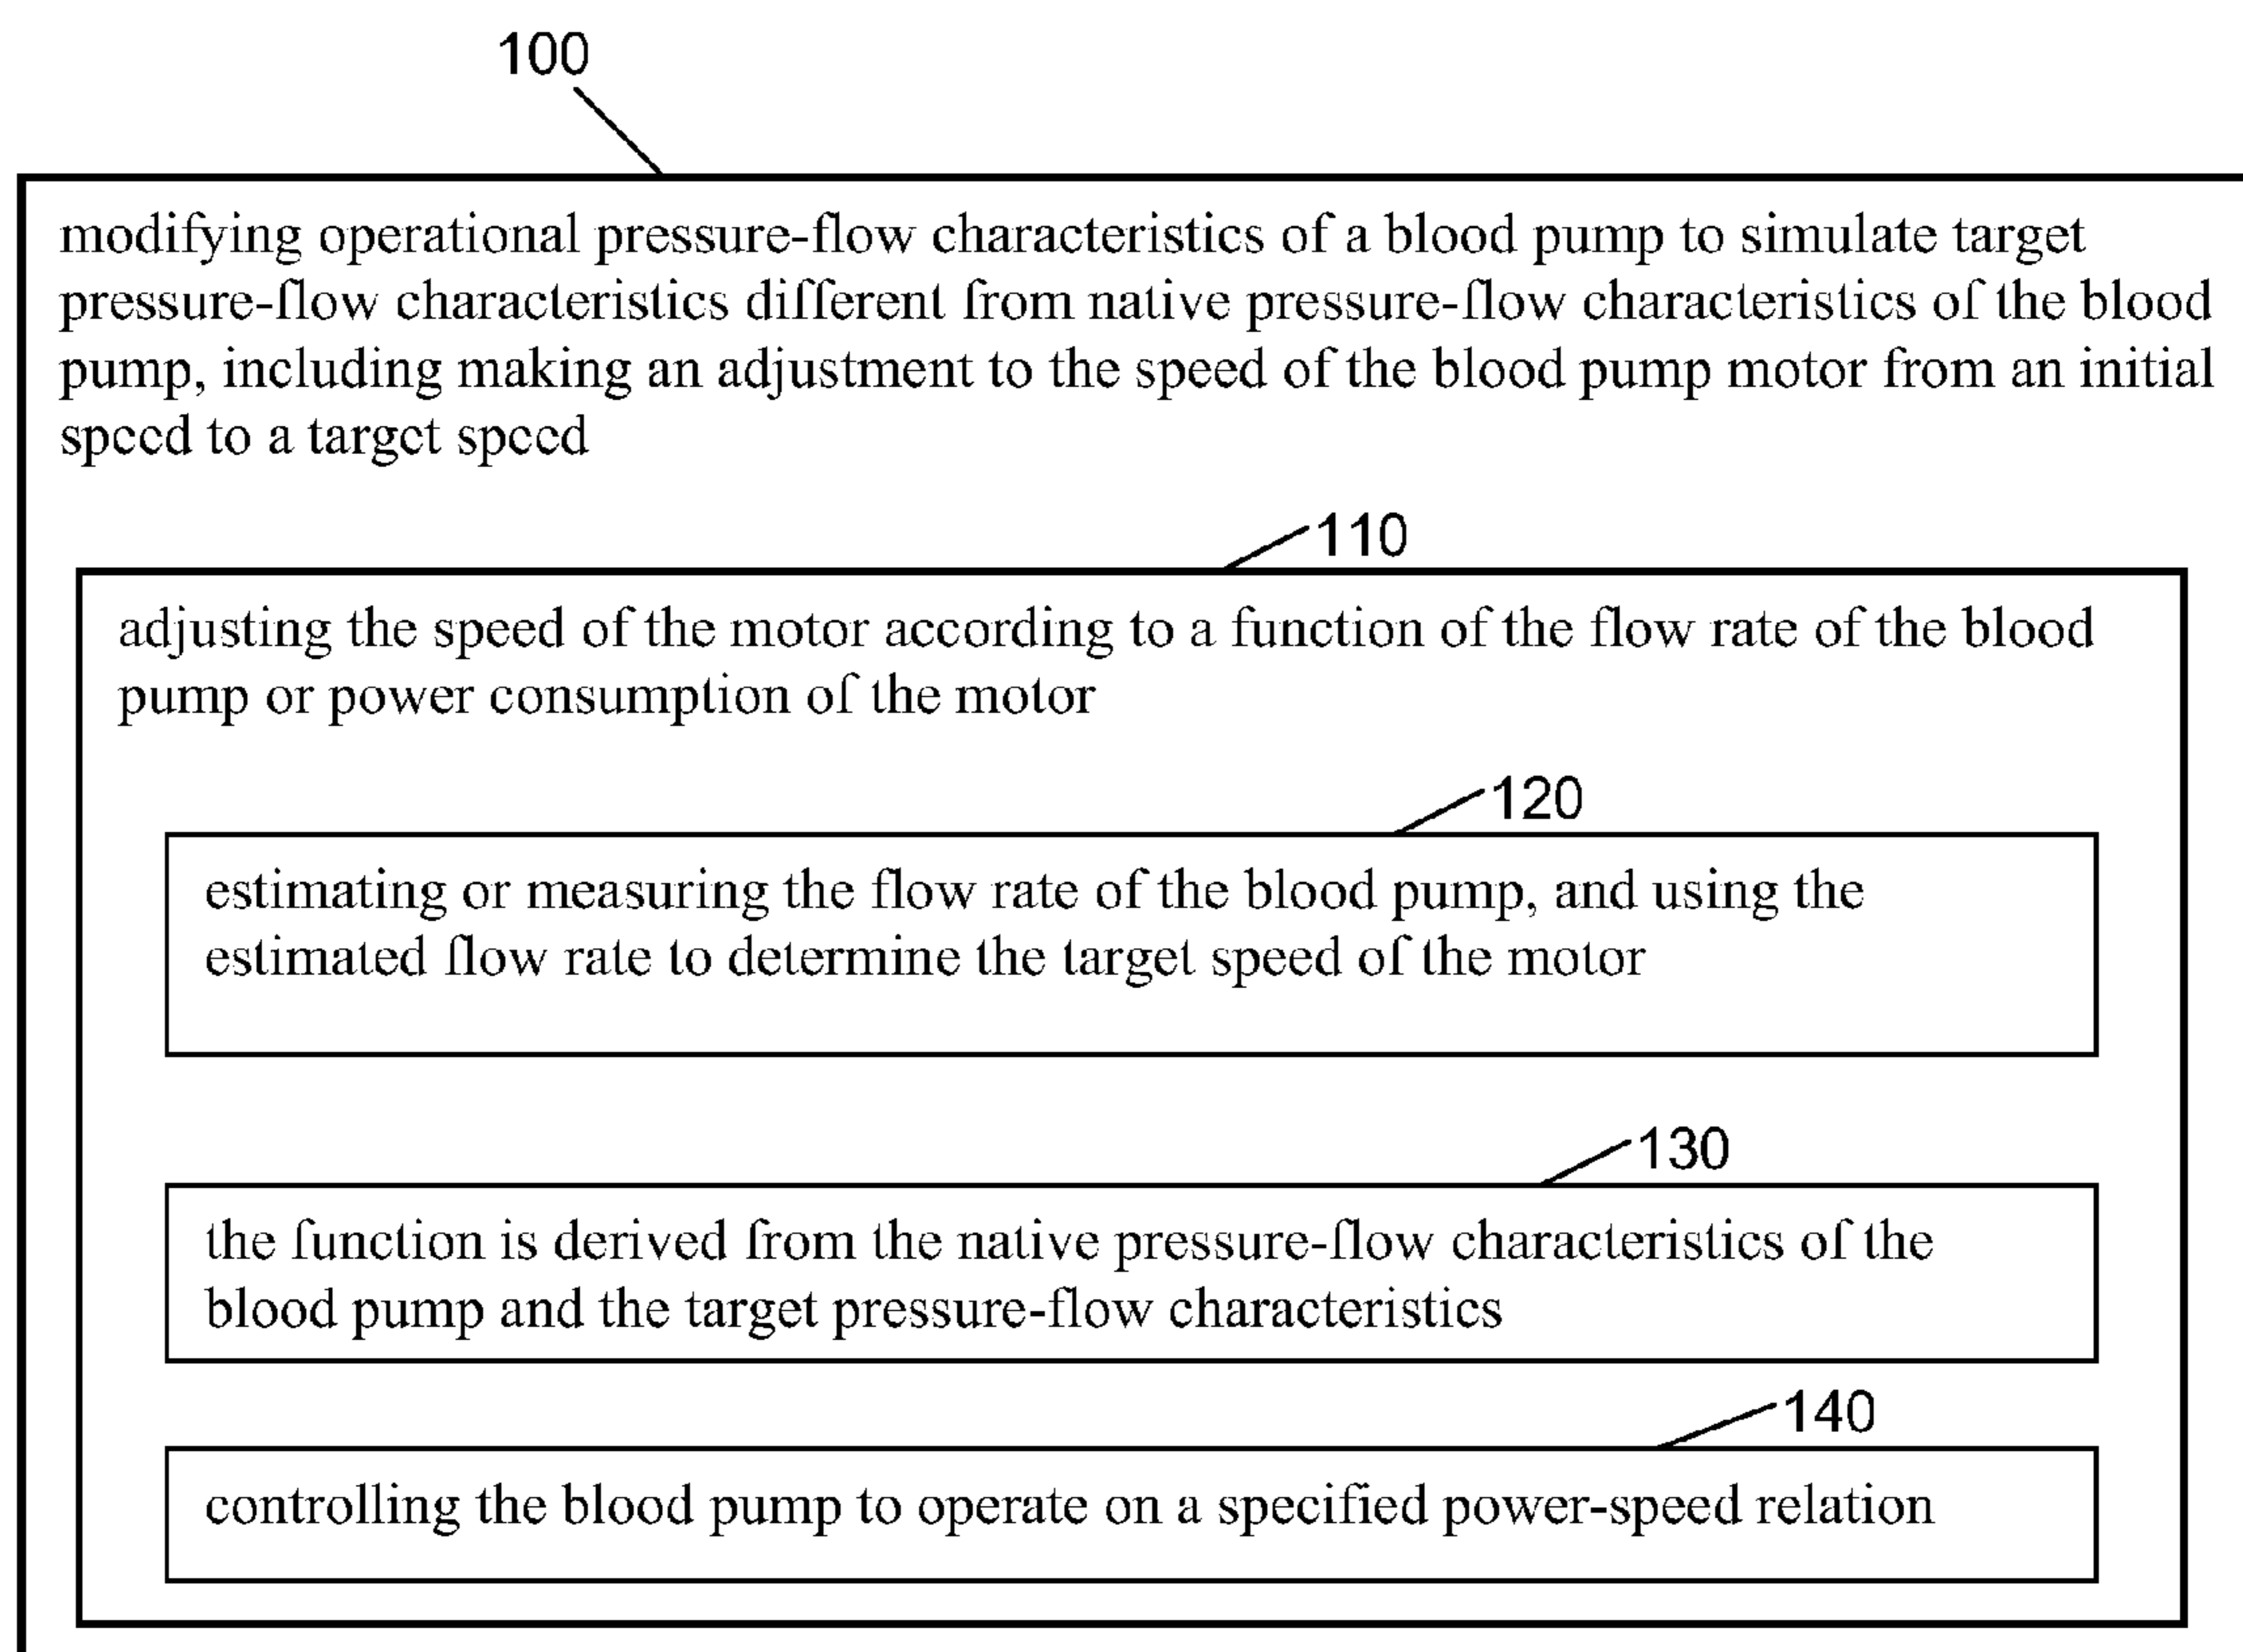 100
modifying operational pressure-flow characteristics of a blood pump to simulate target
pressure-flow characteristics different from native pressure-flow characteristics of the blood
pump, including making an adjustment to the speed of the blood pump motor from an initial
speed to a target speed
110
adjusting the speed of the motor according to a function of the flow rate of the blood
pump or power consumption of the motor
120
estimating or measuring the flow rate of the blood pump, and using the
estimated flow rate to determine the target speed of the motor
130
the function is derived from the native pressure-flow characteristics of the
blood pump and the target pressure-flow characteristics
140
controlling the blood pump to operate on a specified power-speed relation